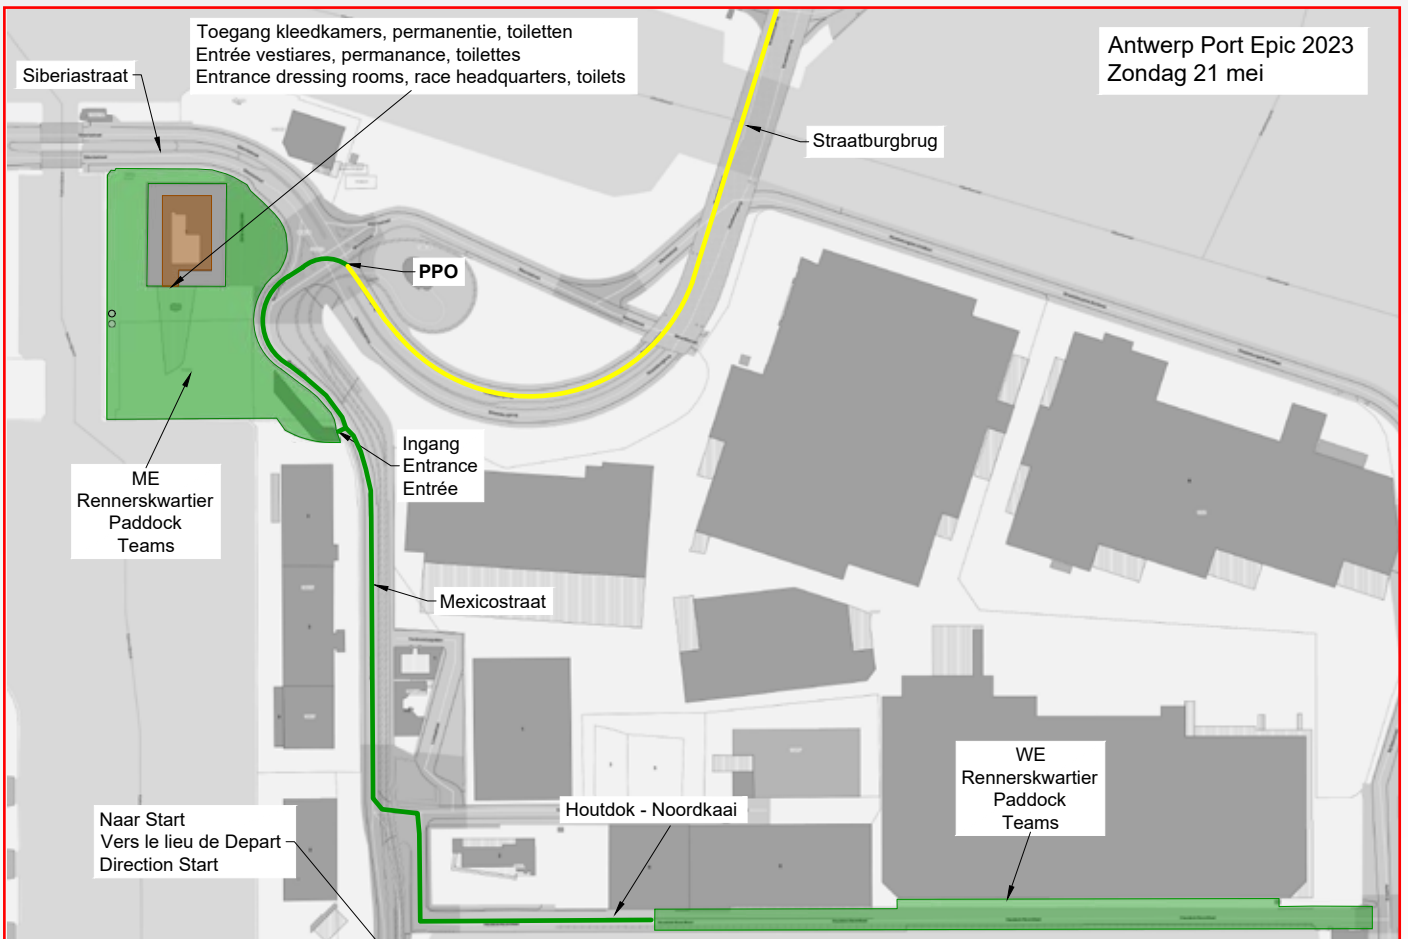 Toegang kleedkamers, permanentie, toiletten
Entrée vestiares, permanance, toilettes
Entrance dressing rooms, race headquarters, toilets
Antwerp Port Epic 2023
Zondag 21 mei
Siberiastraat
Straatburgbrug
PPO
Ingang
Entrance
Entrée
ME
Rennerskwartier
Paddock
Teams
Mexicostraat
WE
Rennerskwartier
Paddock
Teams
Houtdok - Noordkaai
Naar Start
Vers le lieu de Depart
Direction Start